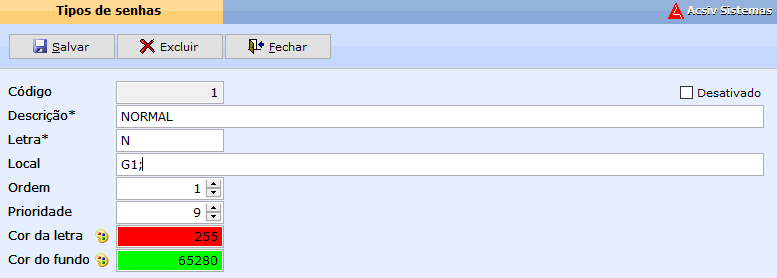 Tipos de senhas
Acsiv Sistemas
Salvar
Excluir
Fechar
Código 1
Desativado
Descrição* NORMAL
Letra* N
Local G1;
Ordem 1
Prioridade 9
Cor da letra 255
Cor do fundo 65280